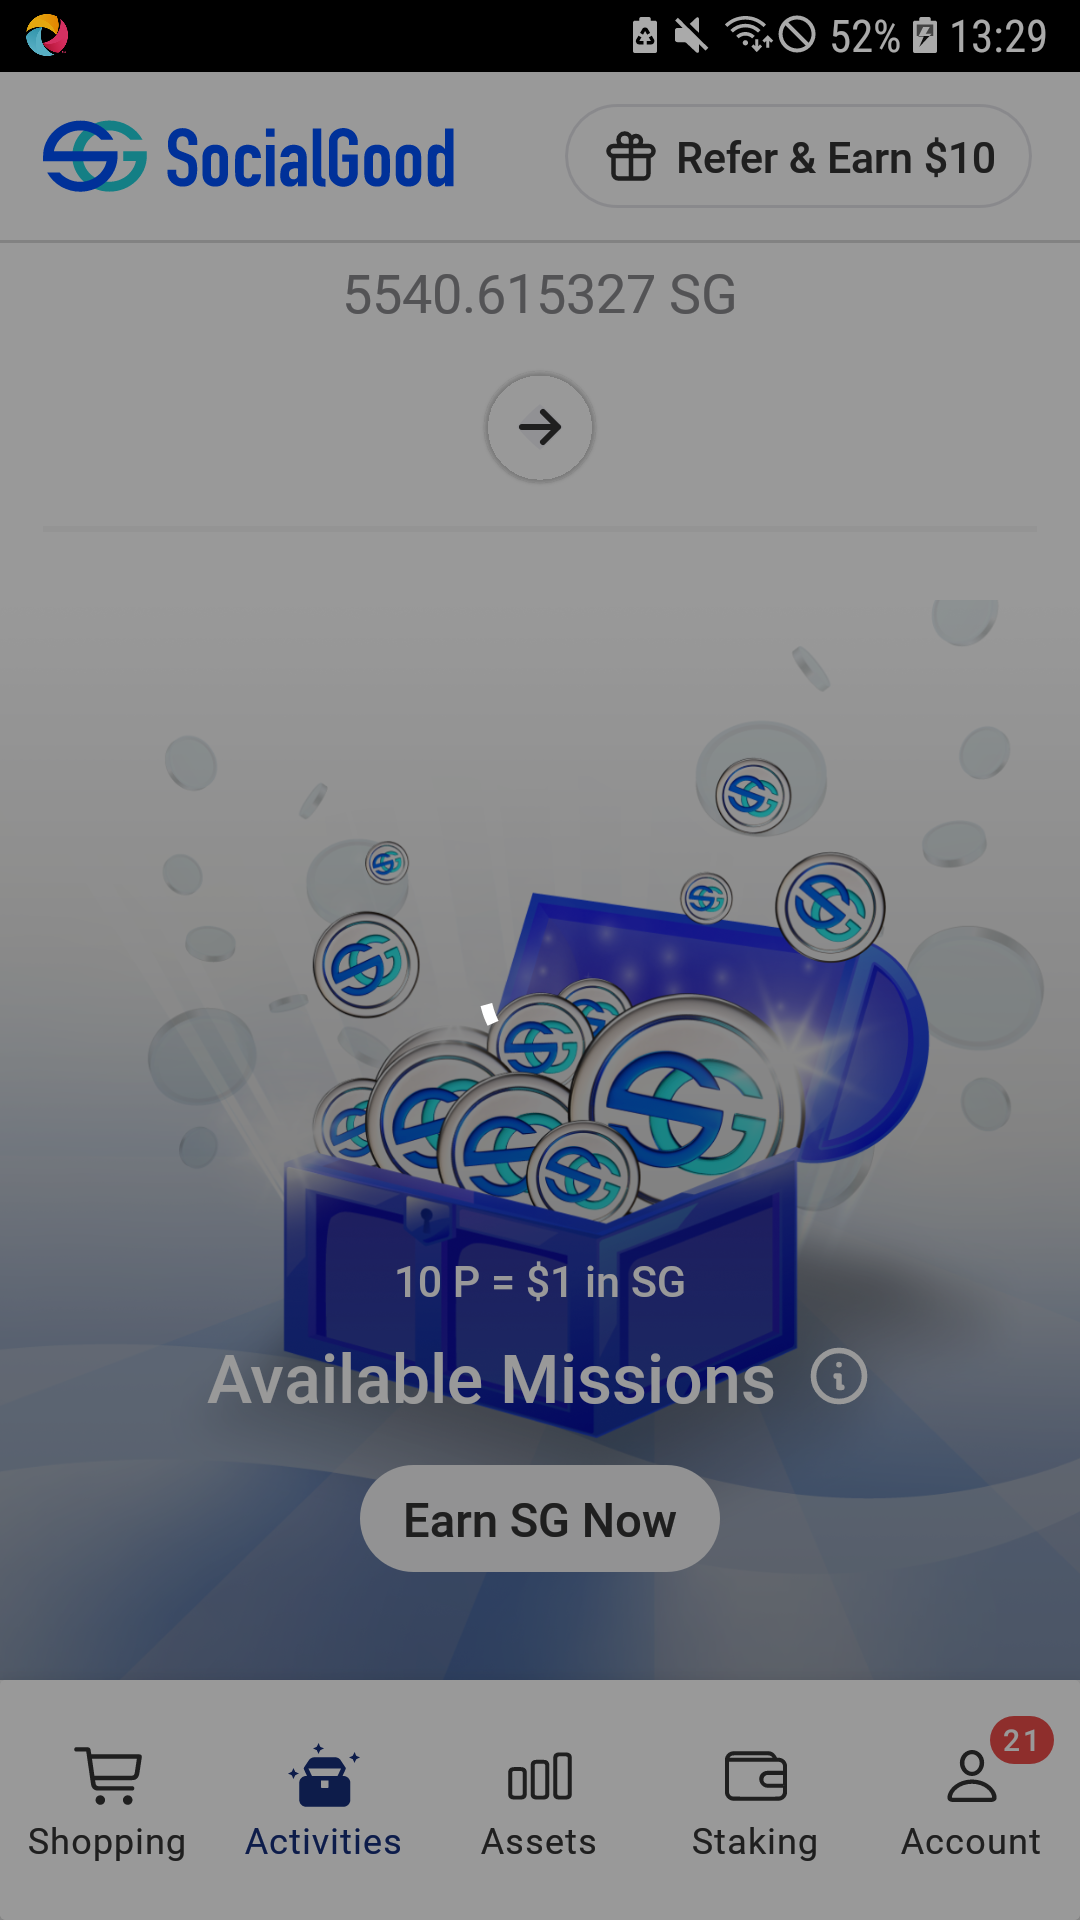 52% 13:29
SocialGood
Refer & Earn $10
5540.615327 SG
10 P = $1 in SG
Available Missions
Earn SG Now
21
Shopping
Activities
Assets
Staking
Account